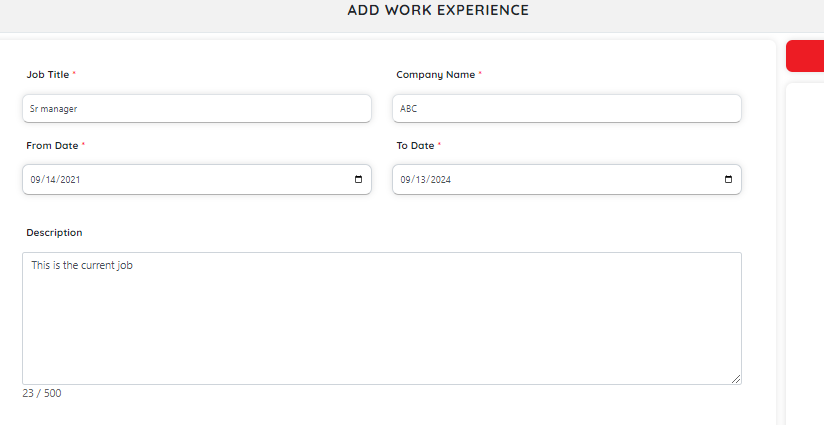 ADD WORK EXPERIENCE
Job Title *
Company Name *
Sr manager
ABC
From Date *
To Date *
09/14/2021
09/13/2024
Description
This is the current job
23 / 500